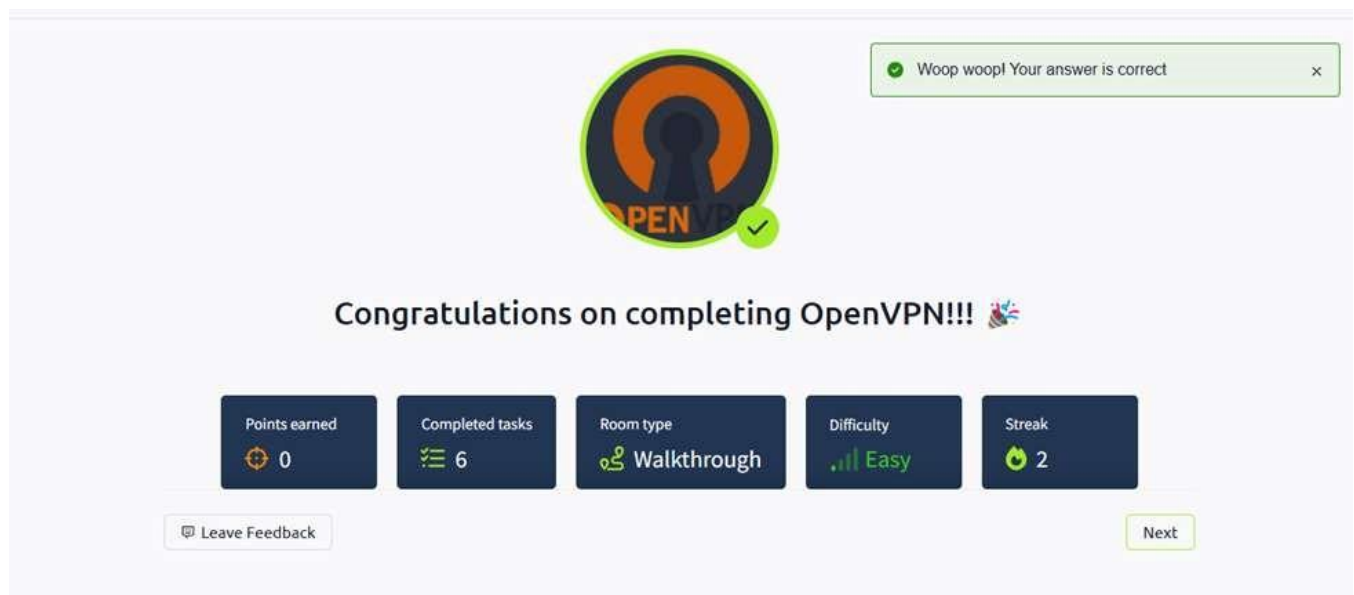 Woop woop! Your answer is correct
OPENVPN
Congratulations on completing OpenVPN!!! 🎉
Points earned
0
Completed tasks
6
Room type
Walkthrough
Difficulty
Easy
Streak
2
Leave Feedback
Next